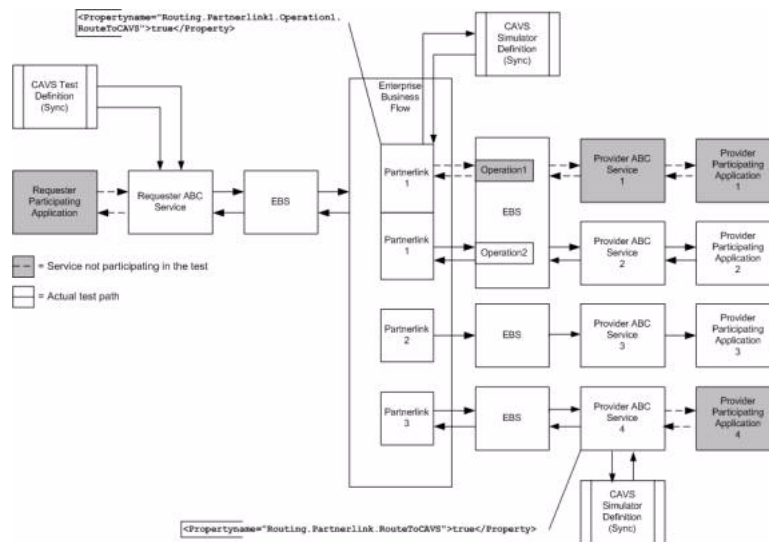 <Propertyname="Routing.Partnerlink1.Operation1.
RouteToCAVS">true</Property>
CAVS
Simulator
Definition
(Sync)
CAVS Test
Definition
(Sync)
Enterprise
Business
Flow
Requester
Participating
Application
Requester ABC
Service
EBS
Partnerlink
1
Operation1
EBS
Provider ABC
Service
1
Provider
Participating
Application
1
Partnerlink
1
Operation2
Provider ABC
Service
2
Provider
Participating
Application
2
= Service not participating in the test
= Actual test path
Partnerlink
2
EBS
Provider ABC
Service
3
Provider
Participating
Application
3
Partnerlink
3
EBS
Provider ABC
Service
4
Provider
Participating
Application
4
CAVS
Simulator
Definition
(Sync)
<Propertyname="Routing.Partnerlink.RouteToCAVS">true</Property>